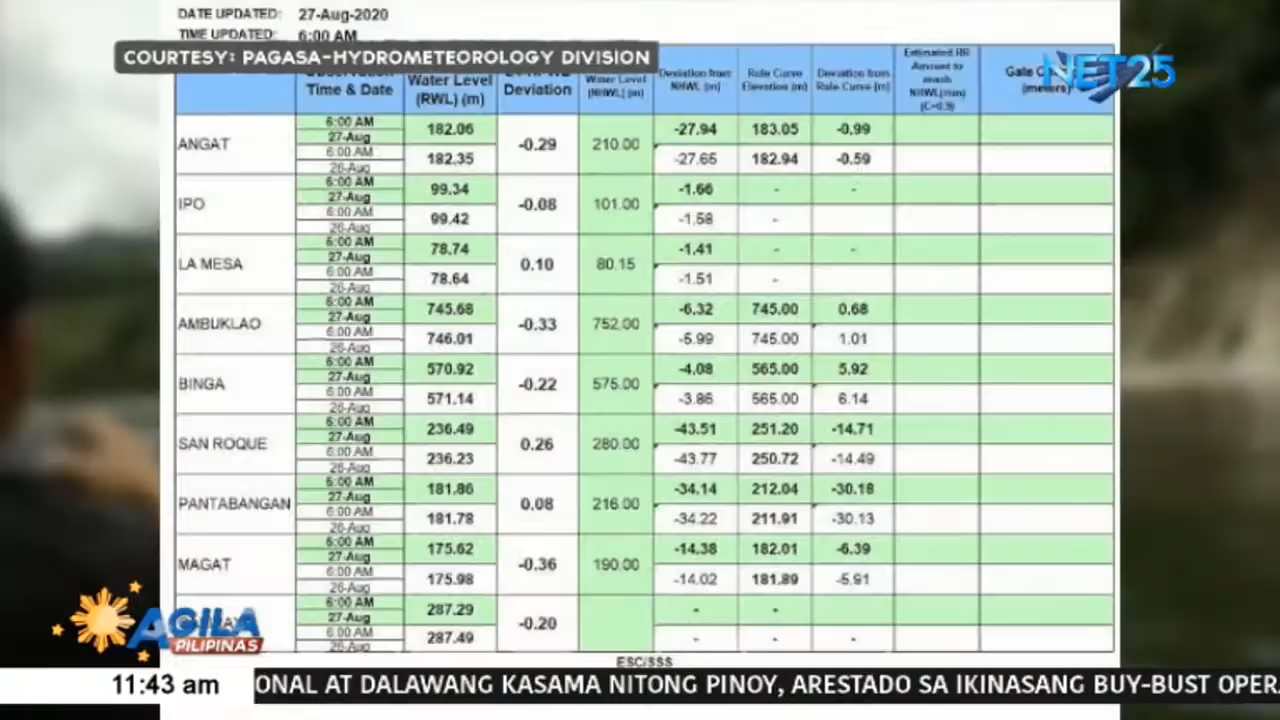 DATE UPDATED: 27-Aug-2020
TIME UPDATED: 6:00 AM
COURTESY: PAGASA-HYDROMETEOROLOGY DIVISION
NET25
Time & Date
Water Level (RWL) (m)
Deviation
Water Level (NHWL) (m)
Deviation from NHWL (m)
Rule Curve Elevation (m)
Deviation from Rule Curve (m)
Estimated RR Amount to reach NHWL(mm) (C=0.9)
Gate (meters)
ANGAT 6:00 AM 27-Aug 182.06 -0.29 210.00 -27.94 183.05 -0.99
6:00 AM 26-Aug 182.35 -27.65 182.94 -0.59
IPO 6:00 AM 27-Aug 99.34 -0.08 101.00 -1.66 - -
6:00 AM 26-Aug 99.42 -1.58 -
LA MESA 6:00 AM 27-Aug 78.74 0.10 80.15 -1.41 - -
6:00 AM 26-Aug 78.64 -1.51 -
AMBUKLAO 6:00 AM 27-Aug 745.68 -0.33 752.00 -6.32 745.00 0.68
6:00 AM 26-Aug 746.01 -5.99 745.00 1.01
BINGA 6:00 AM 27-Aug 570.92 -0.22 575.00 -4.08 565.00 5.92
6:00 AM 26-Aug 571.14 -3.86 565.00 6.14
SAN ROQUE 6:00 AM 27-Aug 236.49 0.26 280.00 -43.51 251.20 -14.71
6:00 AM 26-Aug 236.23 -43.77 250.72 -14.49
PANTABANGAN 6:00 AM 27-Aug 181.86 0.08 216.00 -34.14 212.04 -30.18
6:00 AM 26-Aug 181.78 -34.22 211.91 -30.13
MAGAT 6:00 AM 27-Aug 175.62 -0.36 190.00 -14.38 182.01 -6.39
6:00 AM 26-Aug 175.98 -14.02 181.89 -5.91
6:00 AM 27-Aug 287.29 -0.20 - -
6:00 AM 26-Aug 287.49 - - -
AGILA
PILIPINAS
ESC/SSS
11:43 am ONAL AT DALAWANG KASAMA NITONG PINOY, ARESTADO SA IKINASANG BUY-BUST OPERA